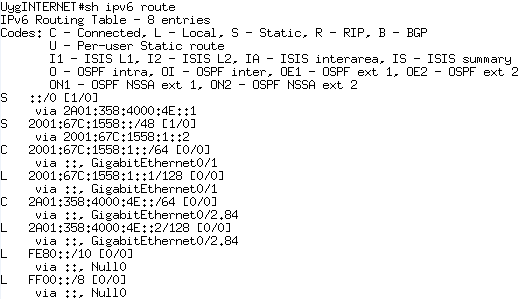 UygINTERNET#sh ipv6 route
IPv6 Routing Table - 8 entries
Codes: C - Connected, L - Local, S - Static, R - RIP, B - BGP
       U - Per-user Static route
       I1 - ISIS L1, I2 - ISIS L2, IA - ISIS interarea, IS - ISIS summary
       O - OSPF intra, OI - OSPF inter, OE1 - OSPF ext 1, OE2 - OSPF ext 2
       ON1 - OSPF NSSA ext 1, ON2 - OSPF NSSA ext 2
S   ::/0 [1/0]
     via 2A01:358:4000:4E::1
S   2001:67C:1558::/48 [1/0]
     via 2001:67C:1558:1::2
C   2001:67C:1558:1::/64 [0/0]
     via ::, GigabitEthernet0/1
L   2001:67C:1558:1::1/128 [0/0]
     via ::, GigabitEthernet0/1
C   2A01:358:4000:4E::/64 [0/0]
     via ::, GigabitEthernet0/2.84
L   2A01:358:4000:4E::2/128 [0/0]
     via ::, GigabitEthernet0/2.84
L   FE80::/10 [0/0]
     via ::, Null0
L   FF00::/8 [0/0]
     via ::, Null0